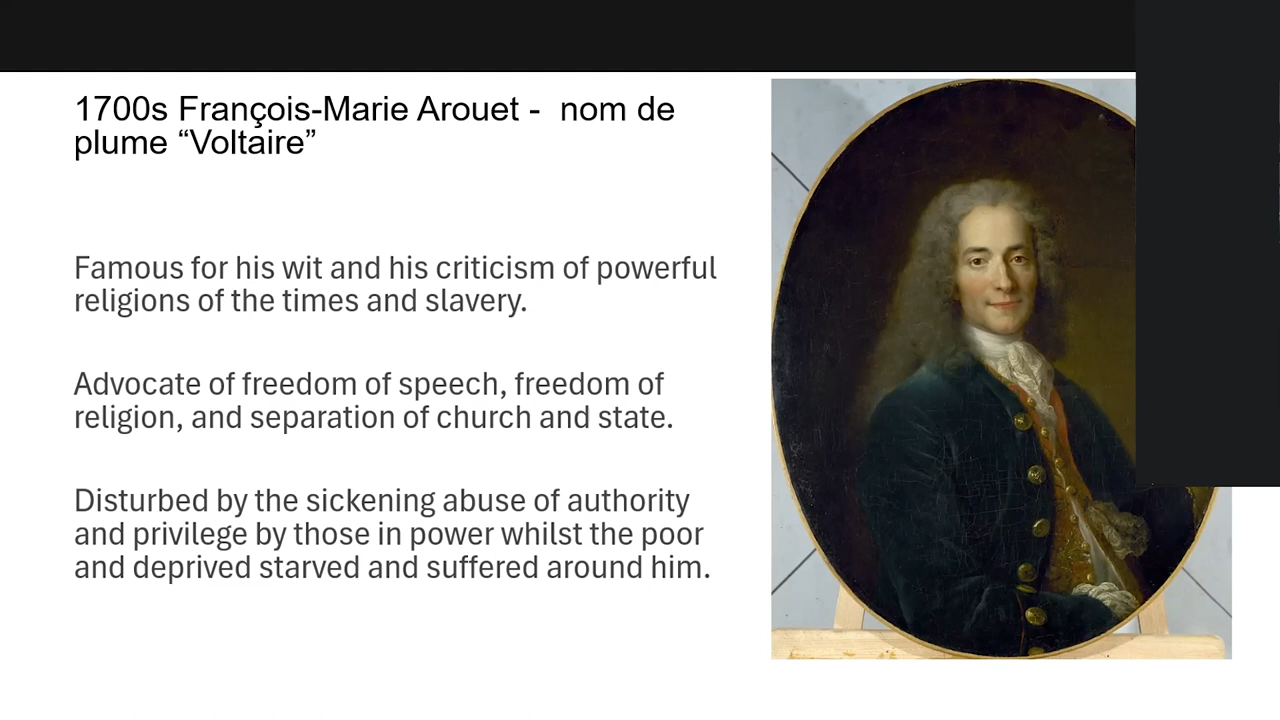 1700s François-Marie Arouet -  nom de
plume “Voltaire”
Famous for his wit and his criticism of powerful
religions of the times and slavery.
Advocate of freedom of speech, freedom of
religion, and separation of church and state.
Disturbed by the sickening abuse of authority
and privilege by those in power whilst the poor
and deprived starved and suffered around him.